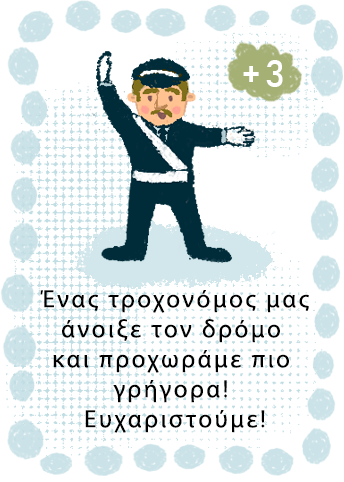 +3
Ένας τροχονόμος μας
άνοιξε τον δρόμο
και προχωράμε πιο
γρήγορα!
Ευχαριστούμε!